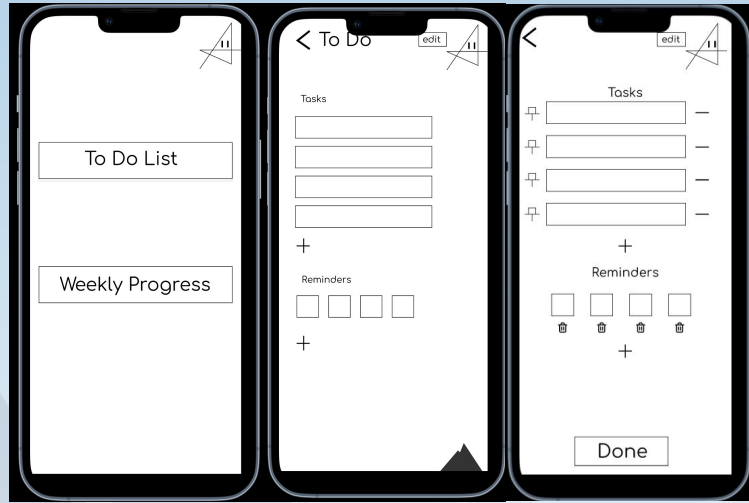 To Do List
Weekly Progress
To Do
edit
Tasks
Reminders
edit
Tasks
Reminders
Done